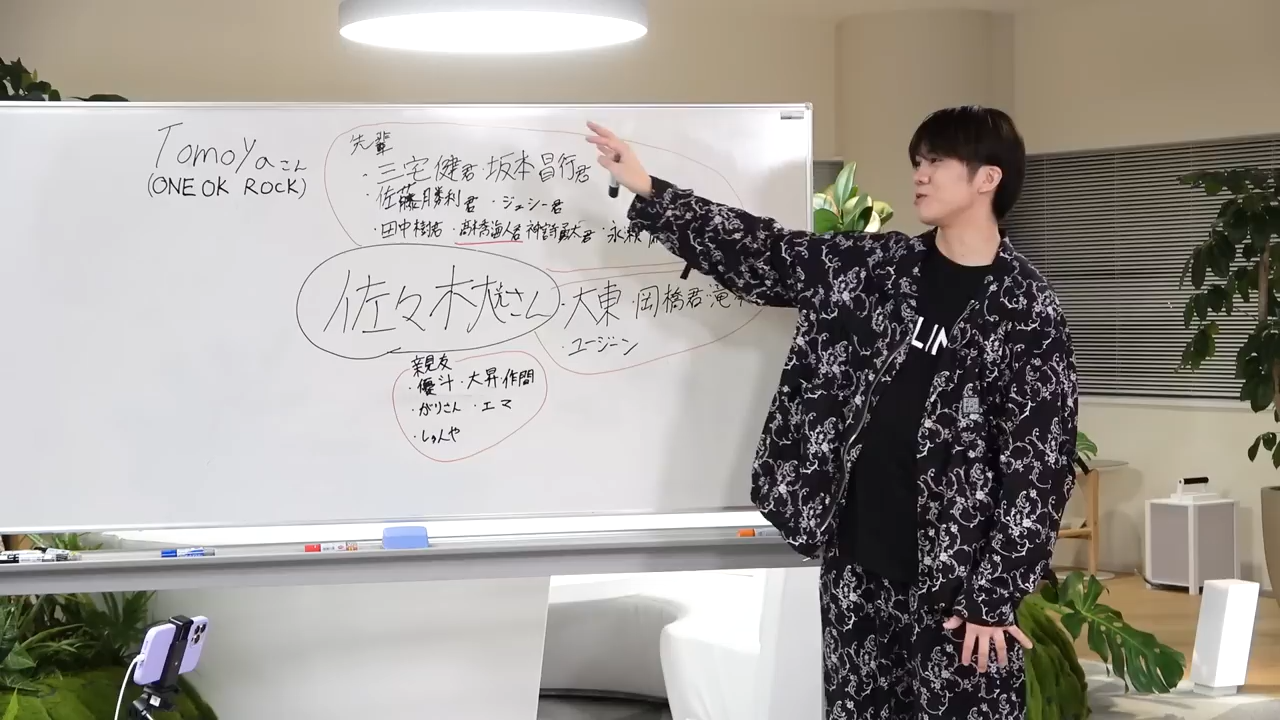 Tomoyaこん
(ONE OK ROCK)
先輩
・三宅健君・坂本昌行君
・佐藤勝利君 ・ジェシー君
・田中樹君 ・髙橋海人君 神宮寺勇太君 ・永瀬廉
佐々木大さん
・大東 ・岡橋君・滝
・ユージーン
親友
・優斗 ・大昇・作間
・がりさん ・エマ
・しゅんや
LIN